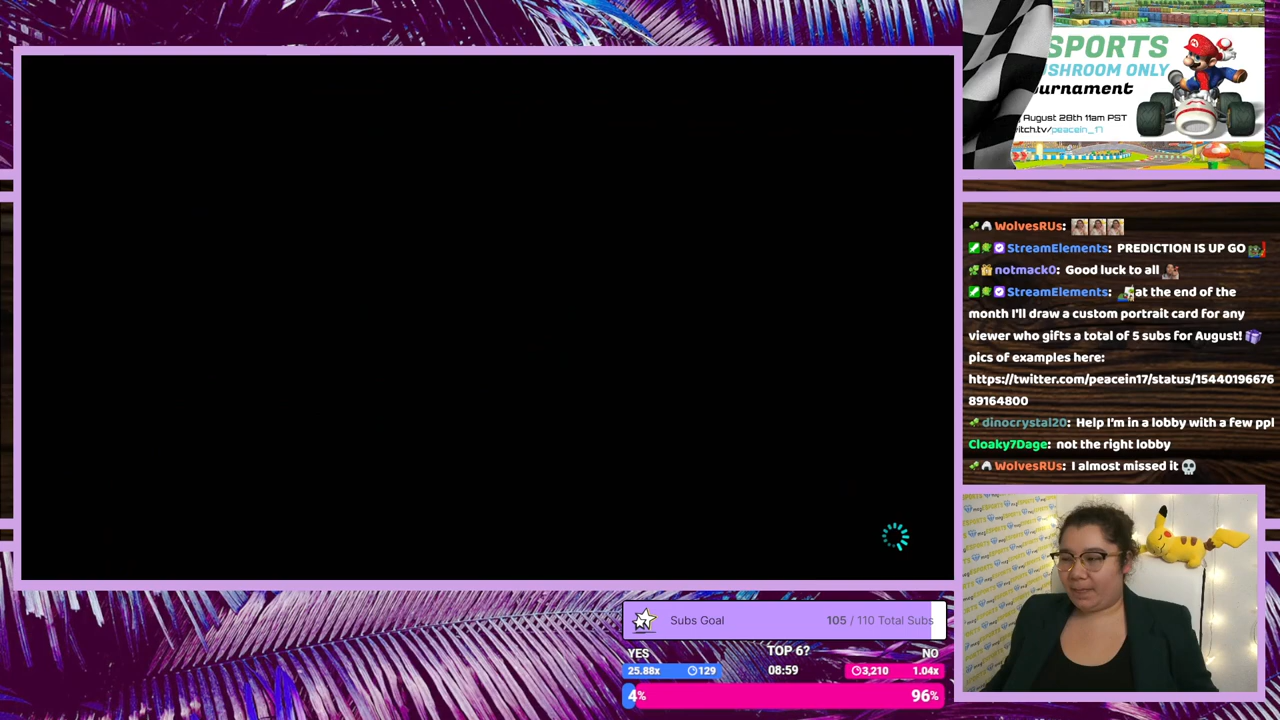 SPORTS
SHROOM ONLY
urnament
August 28th 11am PST
itch.tv/peacein_17
WolvesRUs:
StreamElements: PREDICTION IS UP GO
notmack0: Good luck to all
StreamElements: at the end of the
month I'll draw a custom portrait card for any
viewer who gifts a total of 5 subs for August!
pics of examples here:
https://twitter.com/peacein17/status/15440196676
89164800
dinocrystal20: Help I'm in a lobby with a few ppl
Cloaky7Dage: not the right lobby
WolvesRUs: I almost missed it
Subs Goal 105 / 110 Total Subs
YES TOP 6? NO
25.88x 129 08:59 3,210 1.04x
4% 96%